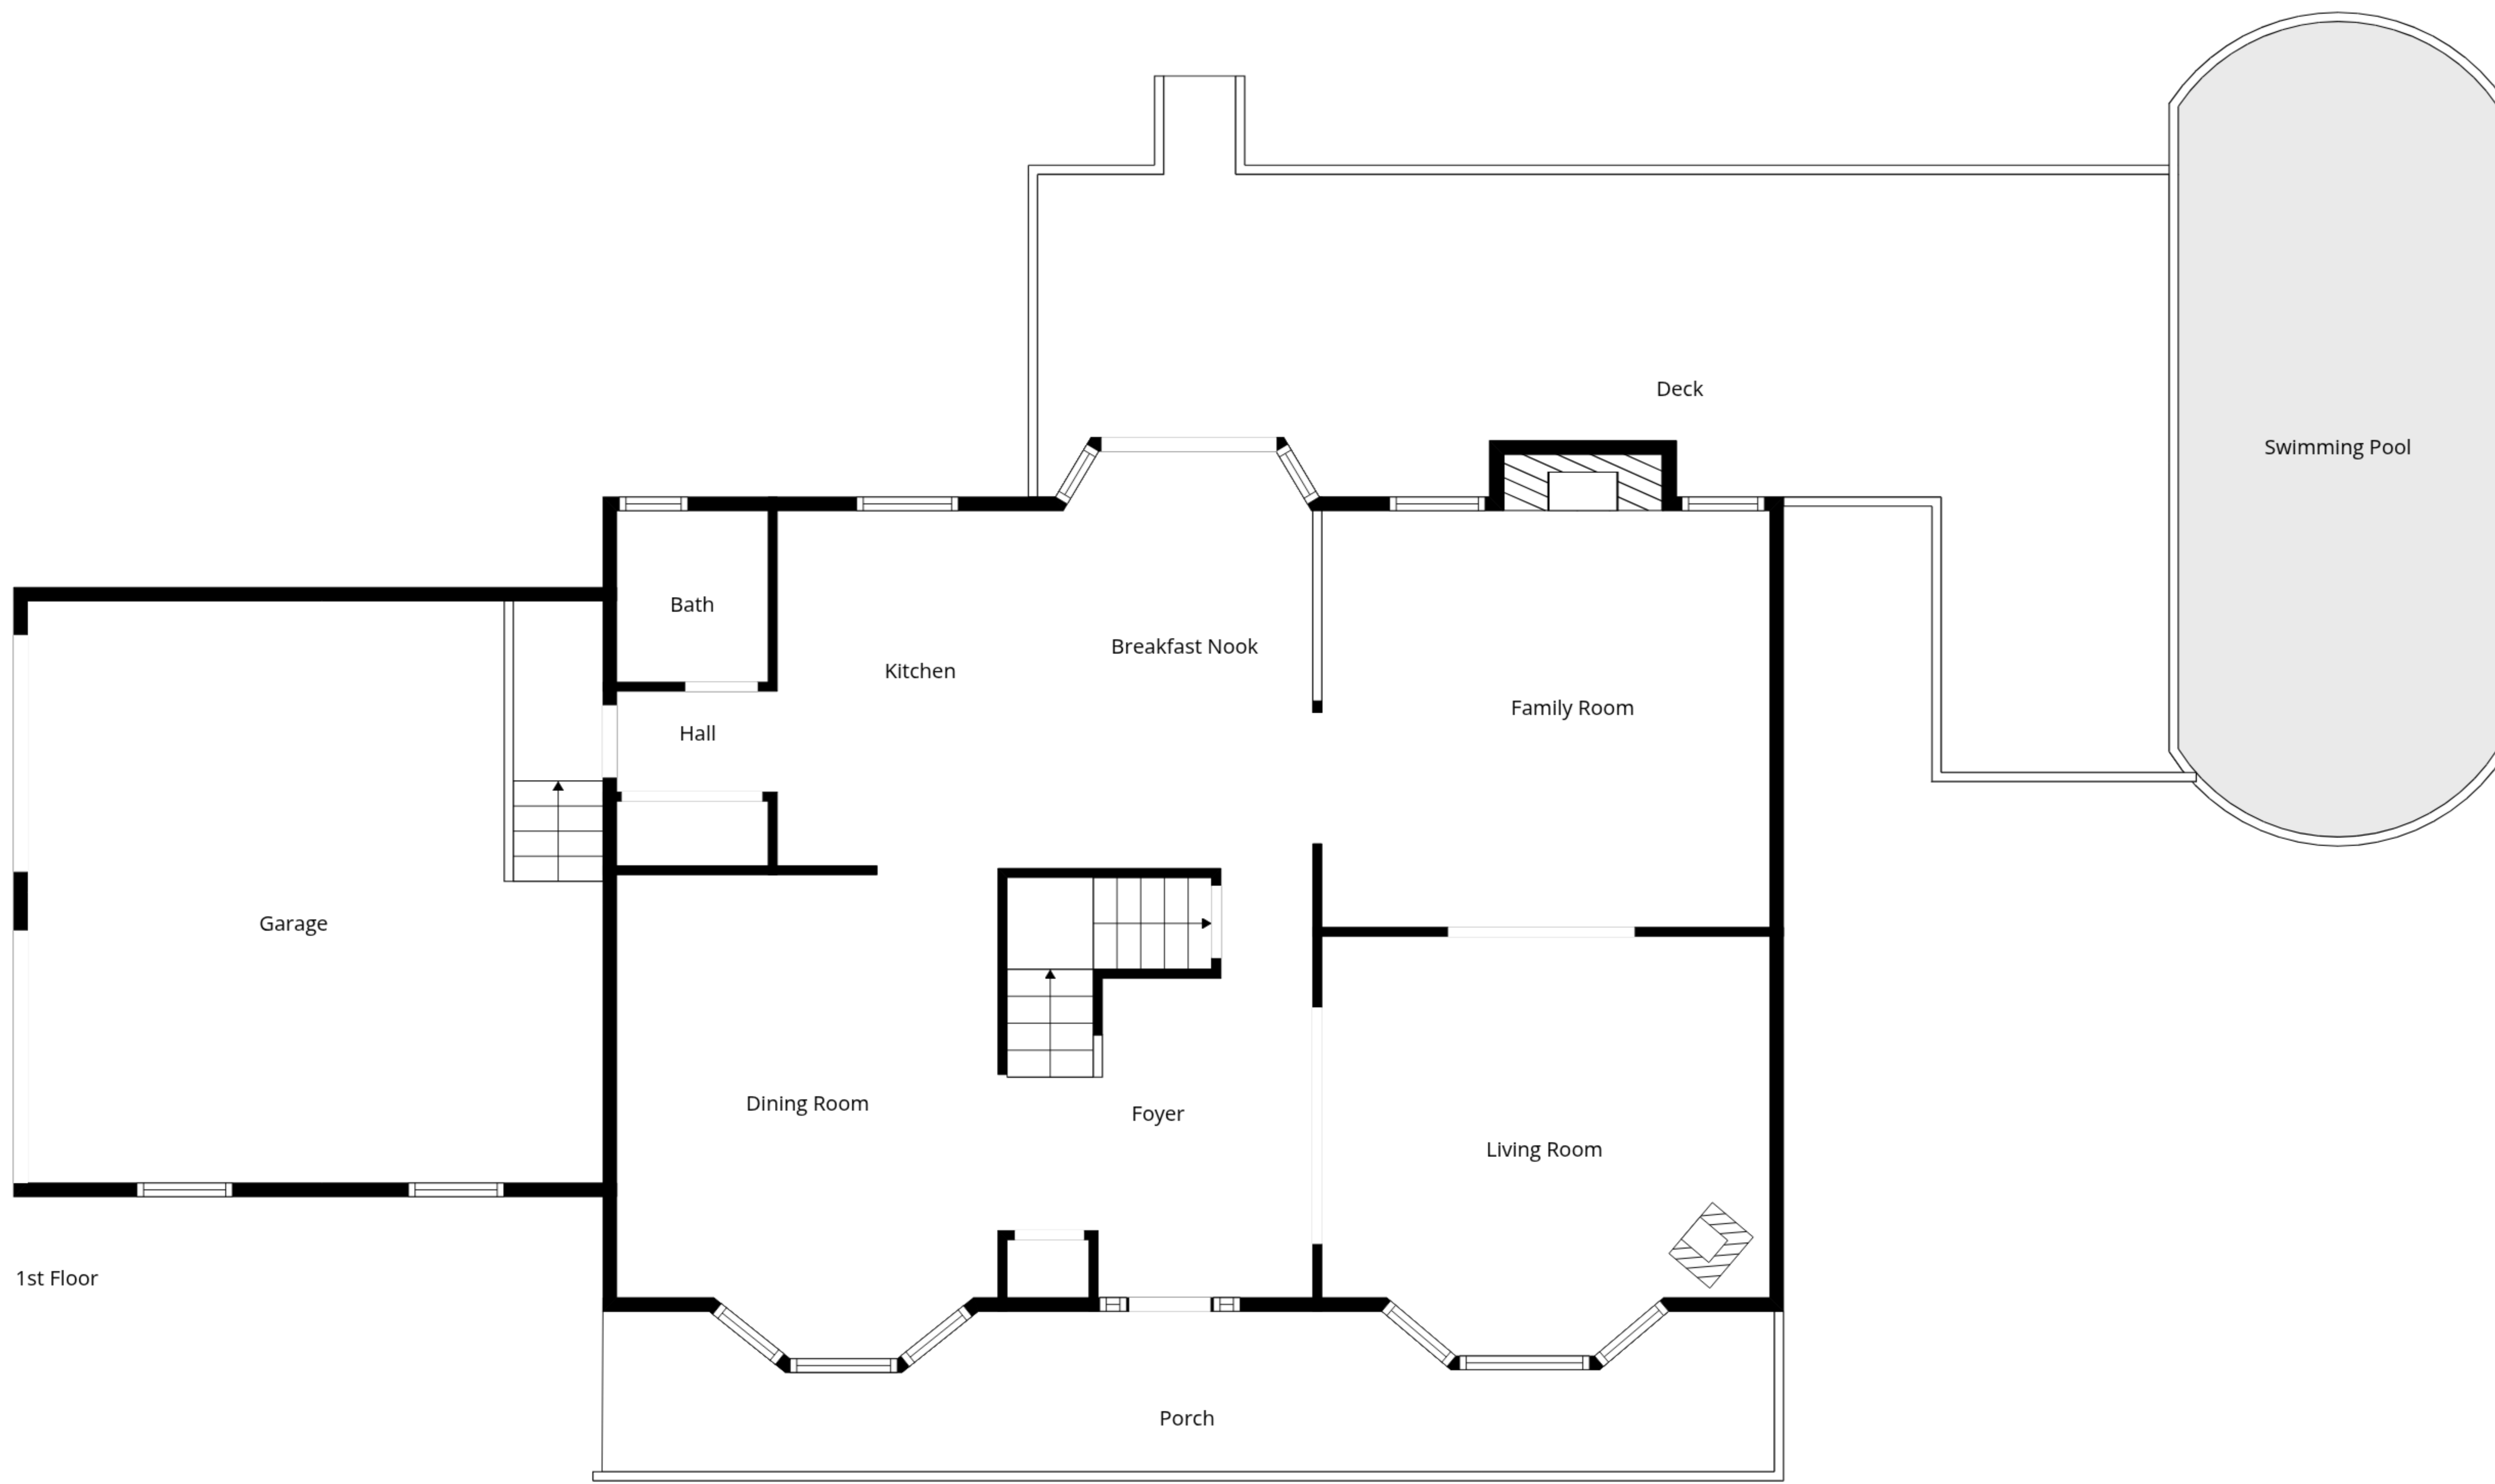 Deck
Swimming Pool
Bath
Breakfast Nook
Kitchen
Family Room
Hall
Garage
Dining Room
Foyer
Living Room
1st Floor
Porch